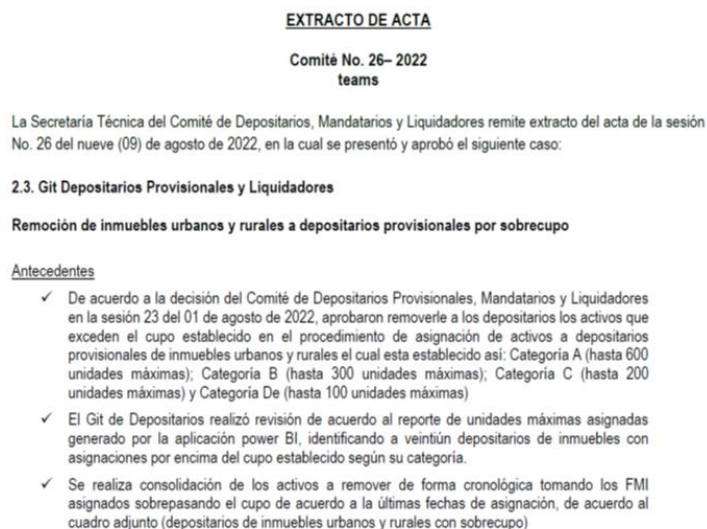 EXTRACTO DE ACTA
Comité No. 26– 2022
teams
La Secretaría Técnica del Comité de Depositarios, Mandatarios y Liquidadores remite extracto del acta de la sesión
No. 26 del nueve (09) de agosto de 2022, en la cual se presentó y aprobó el siguiente caso:
2.3. Git Depositarios Provisionales y Liquidadores
Remoción de inmuebles urbanos y rurales a depositarios provisionales por sobrecupo
Antecedentes
✓ De acuerdo a la decisión del Comité de Depositarios Provisionales, Mandatarios y Liquidadores
en la sesión 23 del 01 de agosto de 2022, aprobaron removerle a los depositarios los activos que
exceden el cupo establecido en el procedimiento de asignación de activos a depositarios
provisionales de inmuebles urbanos y rurales el cual esta establecido así: Categoría A (hasta 600
unidades máximas); Categoría B (hasta 300 unidades máximas); Categoría C (hasta 200
unidades máximas) y Categoría De (hasta 100 unidades máximas)
✓ El Git de Depositarios realizó revisión de acuerdo al reporte de unidades máximas asignadas
generado por la aplicación power BI, identificando a veintiún depositarios de inmuebles con
asignaciones por encima del cupo establecido según su categoría.
✓ Se realiza consolidación de los activos a remover de forma cronológica tomando los FMI
asignados sobrepasando el cupo de acuerdo a la últimas fechas de asignación, de acuerdo al
cuadro adjunto (depositarios de inmuebles urbanos y rurales con sobrecupo)